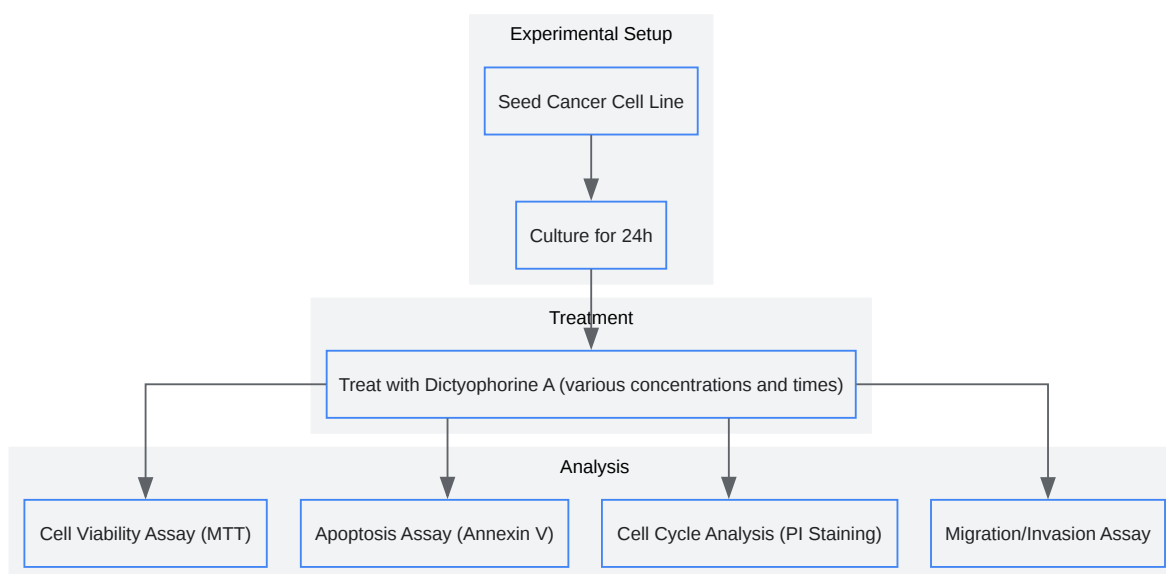 Experimental Setup
Seed Cancer Cell Line
Culture for 24h
Treatment
Treat with Dictyophorine A (various concentrations and times)
Analysis
Cell Viability Assay (MTT)
Apoptosis Assay (Annexin V)
Cell Cycle Analysis (PI Staining)
Migration/Invasion Assay